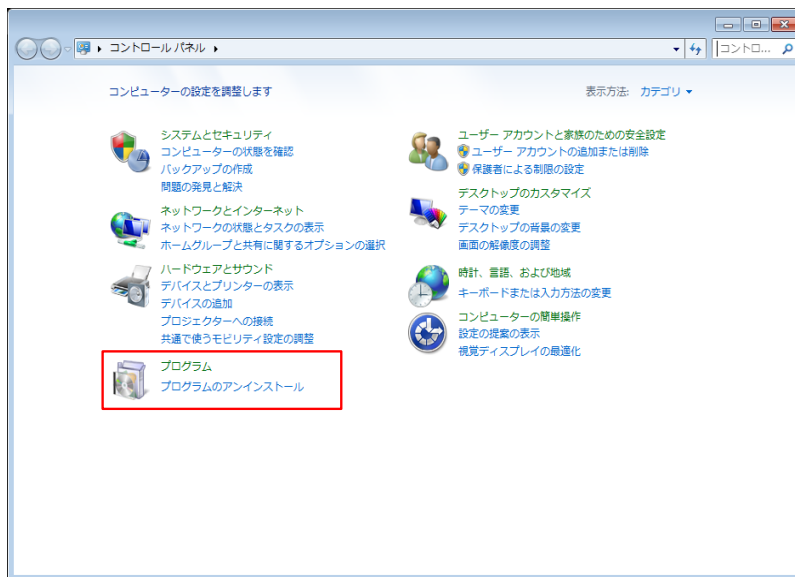 コントロール パネル
コントロ...
コンピューターの設定を調整します
表示方法: カテゴリ
システムとセキュリティ
コンピューターの状態を確認
バックアップの作成
問題の発見と解決
ネットワークとインターネット
ネットワークの状態とタスクの表示
ホームグループと共有に関するオプションの選択
ハードウェアとサウンド
デバイスとプリンターの表示
デバイスの追加
プロジェクターへの接続
共通で使うモビリティ設定の調整
プログラム
プログラムのアンインストール
ユーザー アカウントと家族のための安全設定
ユーザー アカウントの追加または削除
保護者による制限の設定
デスクトップのカスタマイズ
テーマの変更
デスクトップの背景の変更
画面の解像度の調整
時計、言語、および地域
キーボードまたは入力方法の変更
コンピューターの簡単操作
設定の提案の表示
視覚ディスプレイの最適化